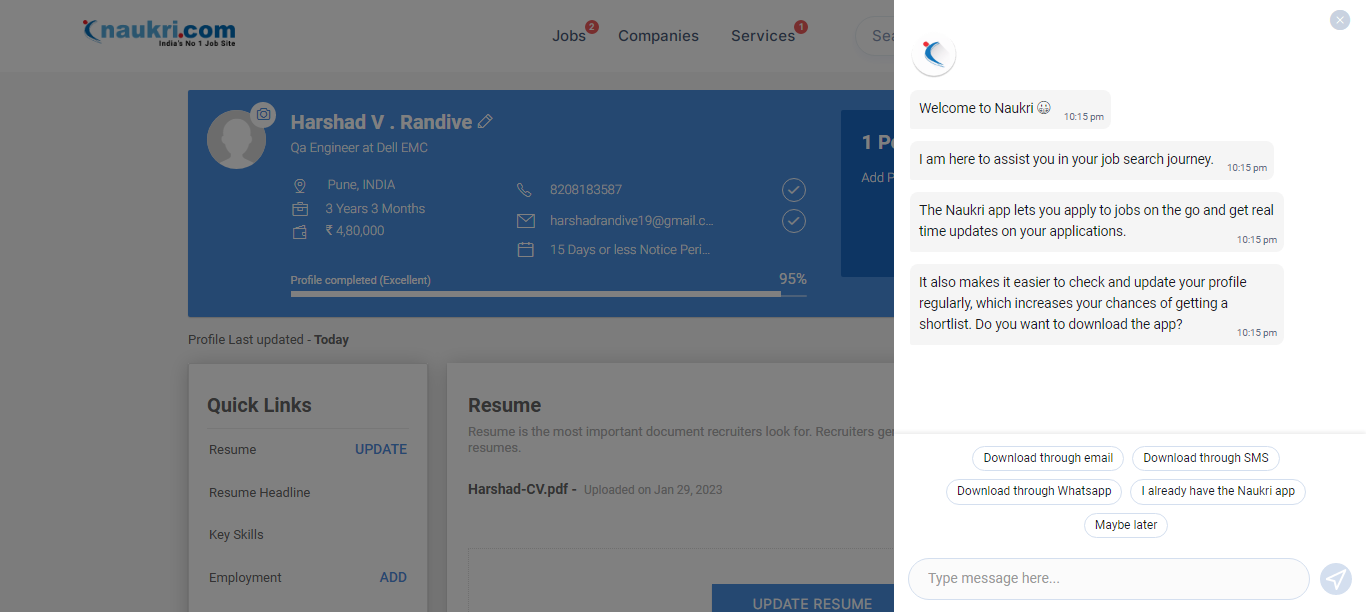 naukri.com
India's No 1 Job Site
Jobs 2
Companies
Services 1
Sea
Harshad V . Randive
Qa Engineer at Dell EMC
Pune, INDIA
3 Years 3 Months
₹ 4,80,000
8208183587
harshadrandive19@gmail.c...
15 Days or less Notice Peri...
Profile completed (Excellent)
95%
1 Pe
Add P
Profile Last updated - Today
Quick Links
Resume UPDATE
Resume Headline
Key Skills
Employment ADD
Resume
Resume is the most important document recruiters look for. Recruiters gen
resumes.
Harshad-CV.pdf - Uploaded on Jan 29, 2023
UPDATE RESUME
Welcome to Naukri 😀
10:15 pm
I am here to assist you in your job search journey.
10:15 pm
The Naukri app lets you apply to jobs on the go and get real
time updates on your applications.
10:15 pm
It also makes it easier to check and update your profile
regularly, which increases your chances of getting a
shortlist. Do you want to download the app?
10:15 pm
Download through email
Download through SMS
Download through Whatsapp
I already have the Naukri app
Maybe later
Type message here...